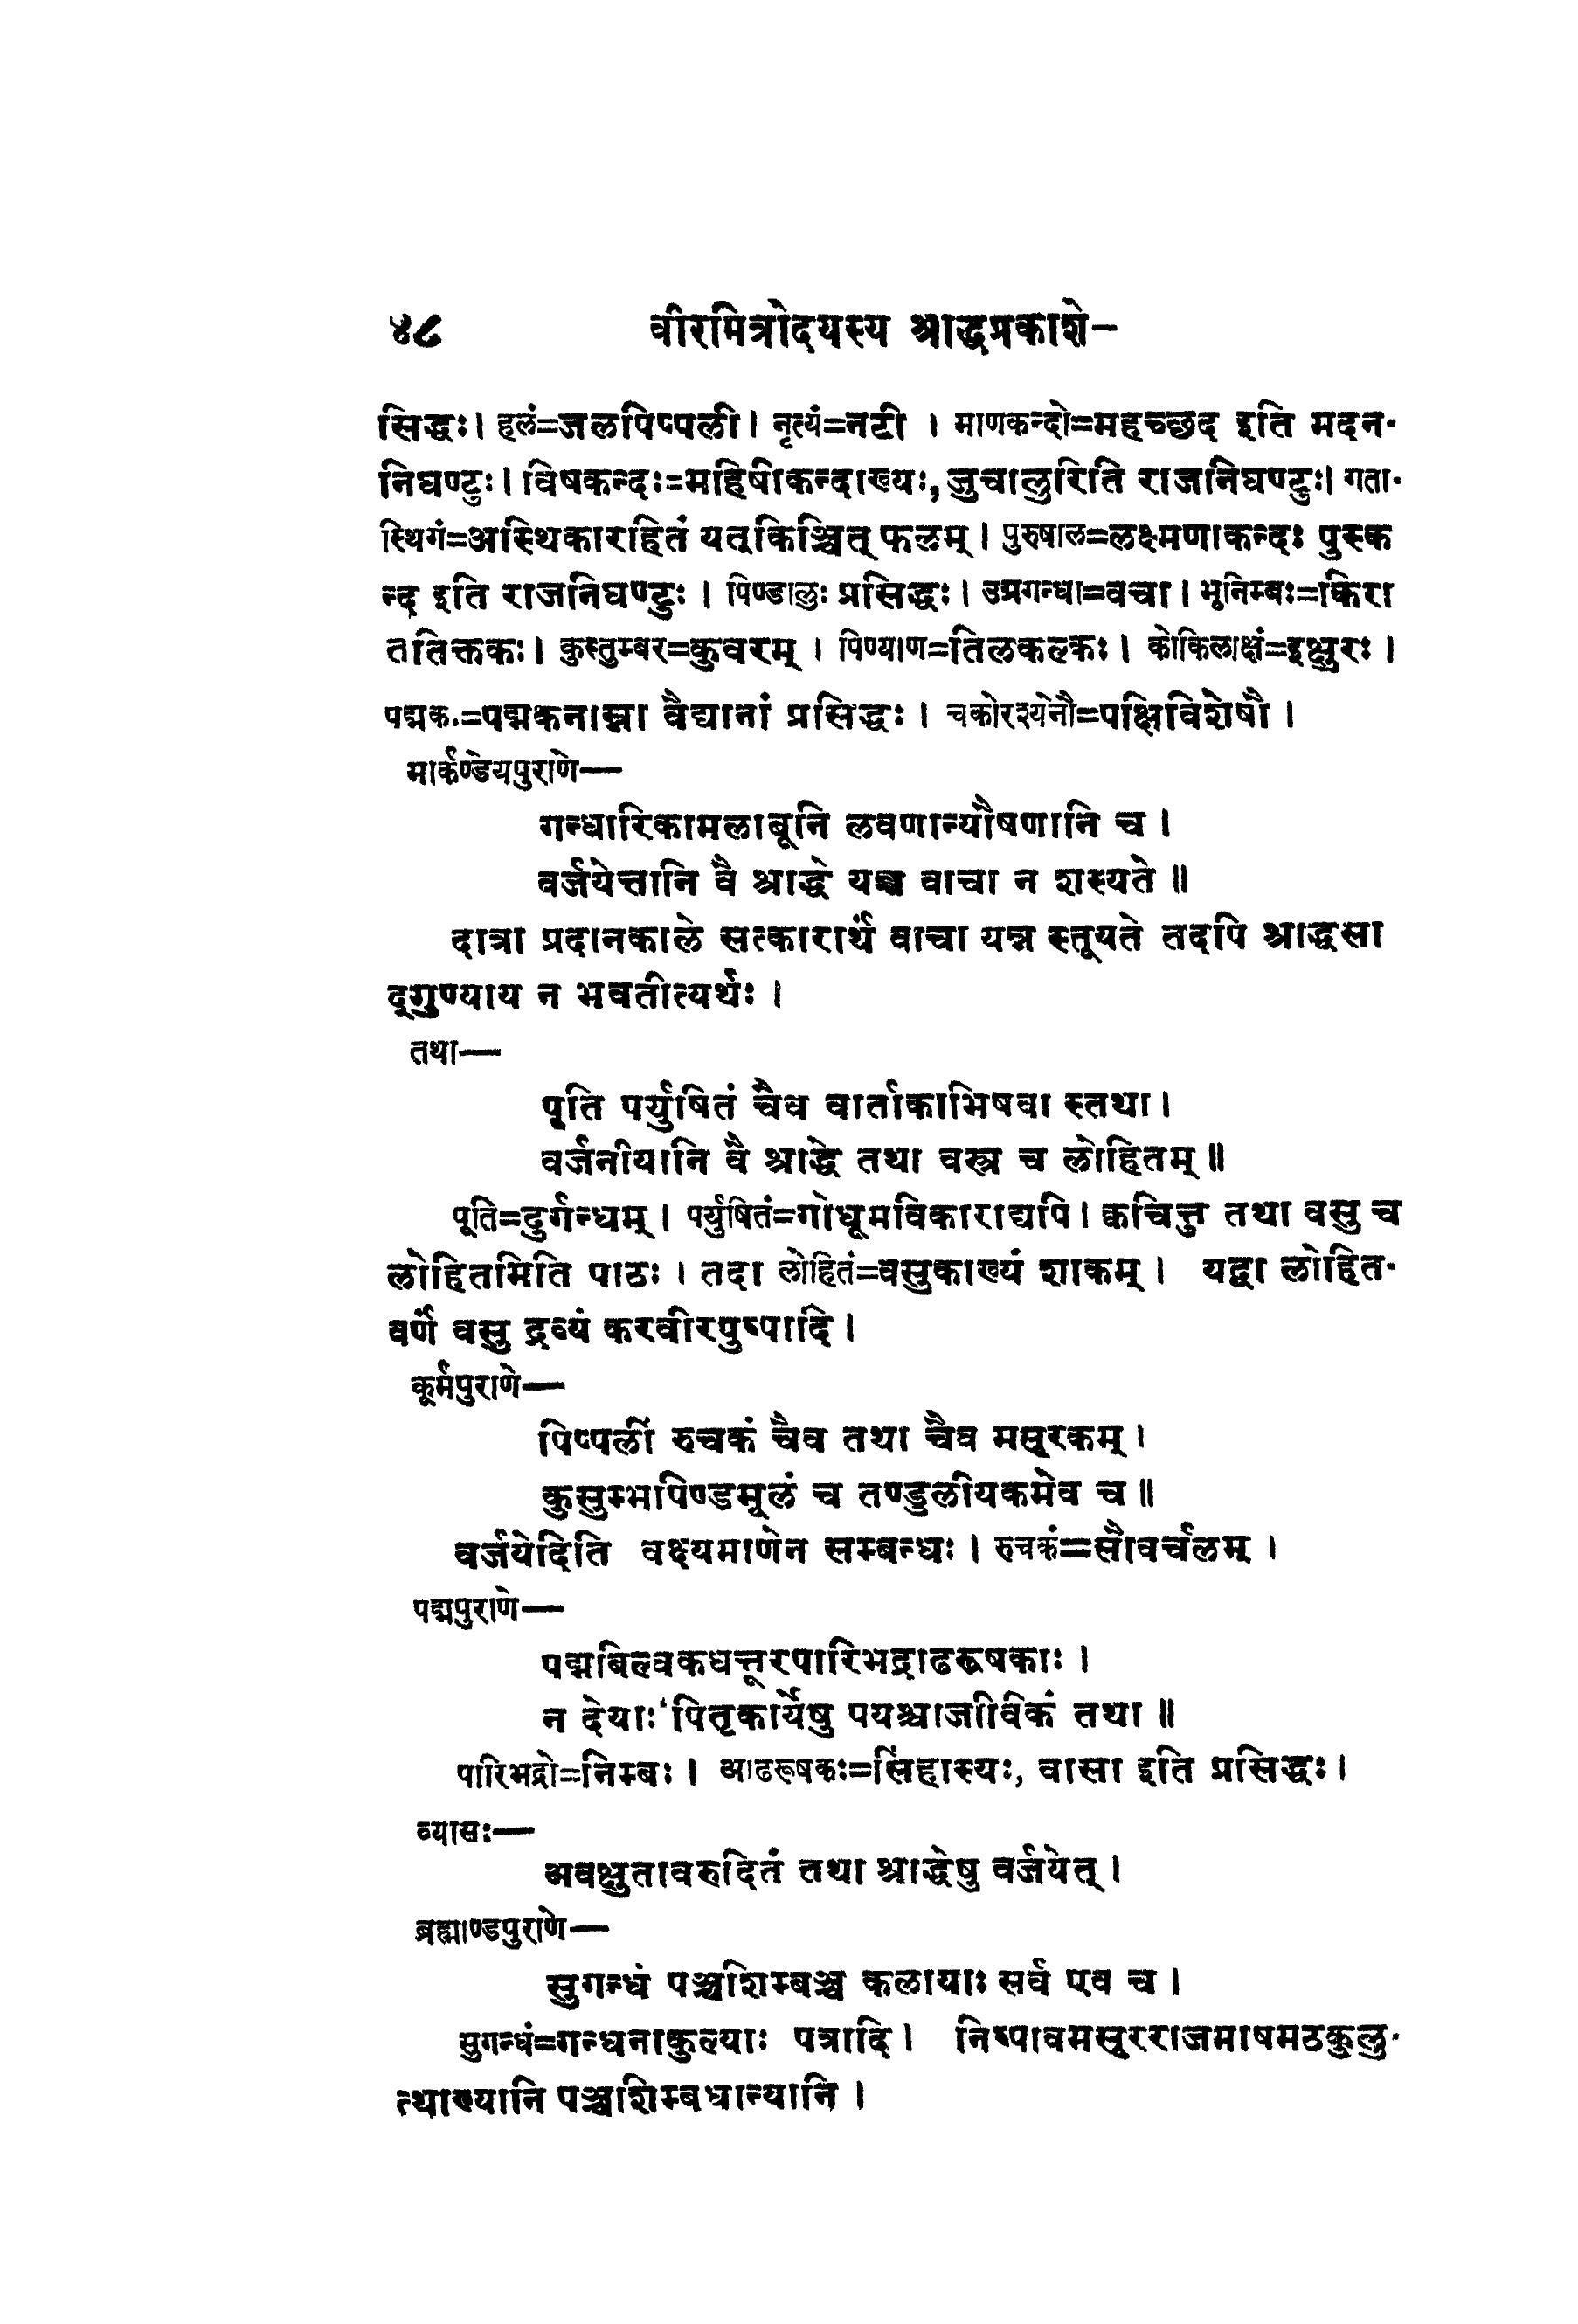 ४८ वीरमित्रोदयस्य श्राद्धप्रकाशे-
सिद्धः। हलं=जलपिप्पली। नृत्यं=नटी । माणकन्दो=महच्छद इति मदन-
निघण्टुः। विषकन्दः=महिषीकन्दाख्यः, जुचालुरिति राजनिघण्टुः। गता-
स्थिगं=अस्थिकारहितं यत्किञ्चित् फलम्। पुरुषाल=लक्ष्मणाकन्दः पुस्क
न्द इति राजनिघण्टुः । पिण्डालुः प्रसिद्धः। उग्रगन्धा=वचा। भूनिम्बः=किरा
ततिक्तकः। कुस्तुम्बर=कुवरम् । पिण्याण=तिलकल्कः। कोकिलाक्षं=इक्षुरः।
पद्मक.=पद्मकनाम्ना वैद्यानां प्रसिद्धः। चकोरश्येनौ=पक्षिविशेषौ।
मार्कण्डेयपुराणे—
गन्धारिकामलाबूनि लवणान्यौषणानि च।
वर्जयेत्तानि वै श्राद्धे यच्च वाचा न शस्यते॥
दात्रा प्रदानकाले सत्कारार्थं वाचा यन्न स्तूयते तदपि श्राद्धसा
द्गुण्याय न भवतीत्यर्थः।
तथा—
पूति पर्युषितं चैव वार्ताकाभिषवा स्तथा।
वर्जनीयानि वै श्राद्धे तथा वस्त्र च लोहितम्॥
पूति=दुर्गन्धम्। पर्युषितं=गोधूमविकाराद्यपि। क्वचित्तु तथा वसु च
लोहितमिति पाठः। तदा लोहितं=वसुकाख्यं शाकम्। यद्वा लोहित-
वर्णं वसु द्रव्यं करवीरपुष्पादि।
कूर्मपुराणे—
पिप्पलीं रुचकं चैव तथा चैव मसूरकम्।
कुसुम्भपिण्डमूलं च तण्डुलीयकमेव च॥
वर्जयेदिति वक्ष्यमाणेन सम्बन्धः। रुचकं=सौवर्चलम्।
पद्मपुराणे—
पद्मबिल्वकधत्तूरपारिभद्राढरूषकाः।
न देयाः पितृकार्येषु पयश्चाजाविकं तथा॥
पारिभद्रो=निम्बः। आढरूषकः=सिंहास्यः, वासा इति प्रसिद्धः।
व्यासः—
अवक्षुतावरुदितं तथा श्राद्धेषु वर्जयेत्।
ब्रह्माण्डपुराणे—
सुगन्धं पञ्चशिम्बञ्च कलायाः सर्व एव च।
सुगन्धं=गन्धनाकुल्याः पत्रादि। निष्पावमसूरराजमाषमठकुलु-
त्थाख्यानि पञ्चशिम्बधान्यानि।